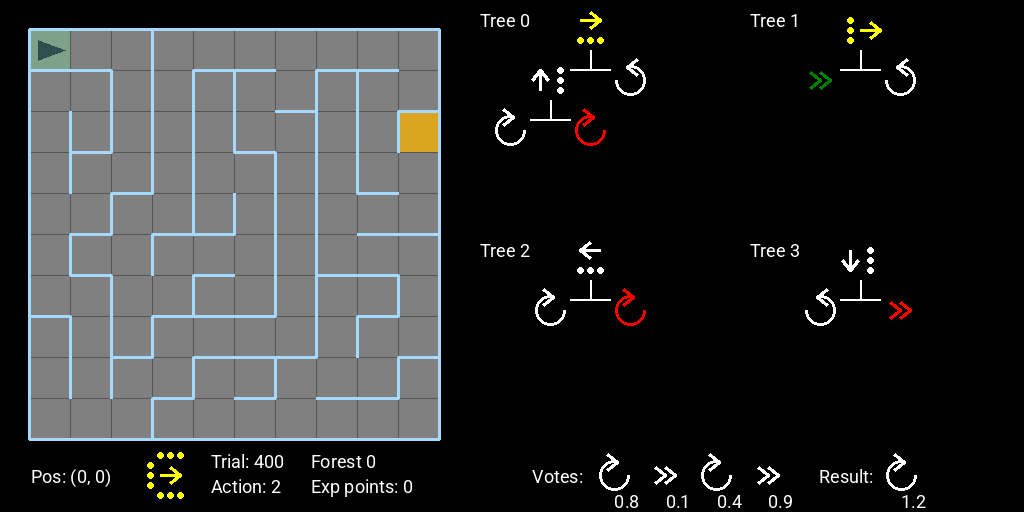 Tree 0
Tree 1
Tree 2
Tree 3
Pos: (0, 0)
Trial: 400
Forest 0
Action: 2
Exp points: 0
Votes:
0.8
0.1
0.4
0.9
Result:
1.2